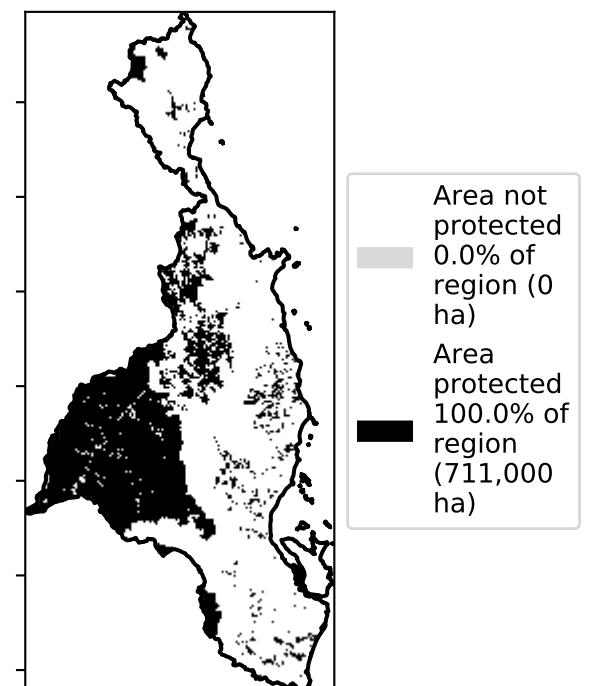 Area not
protected
0.0% of
region (0
ha)
Area
protected
100.0% of
region
(711,000
ha)